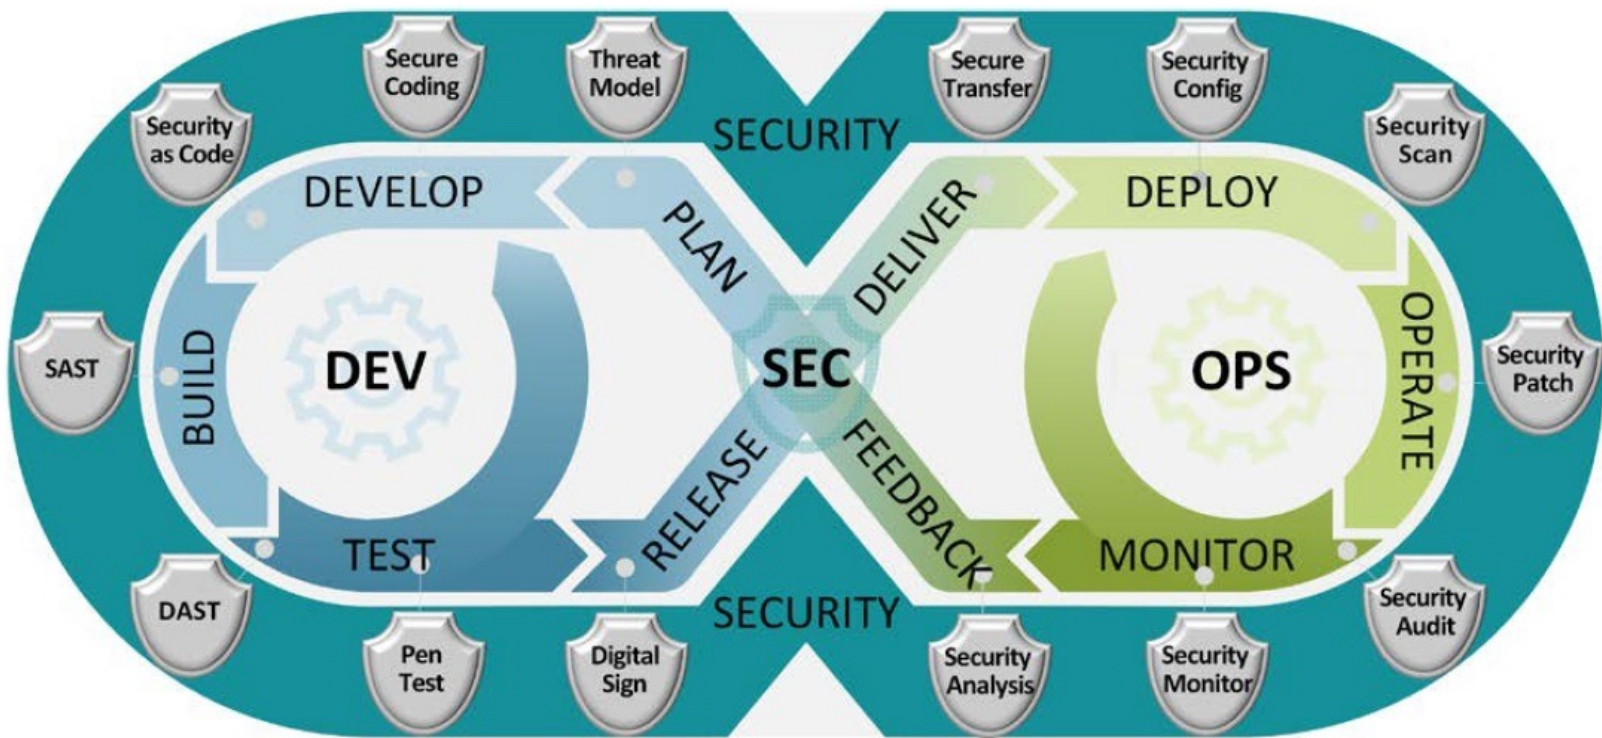 Secure
Coding
Threat
Model
Secure
Transfer
Security
Config
Security
as Code
SECURITY
Security
Scan
DEVELOP
PLAN
DELIVER
DEPLOY
SAST
BUILD
DEV
SEC
OPS
OPERATE
Security
Patch
TEST
RELEASE
FEEDBACK
MONITOR
DAST
SECURITY
Security
Audit
Pen
Test
Digital
Sign
Security
Analysis
Security
Monitor